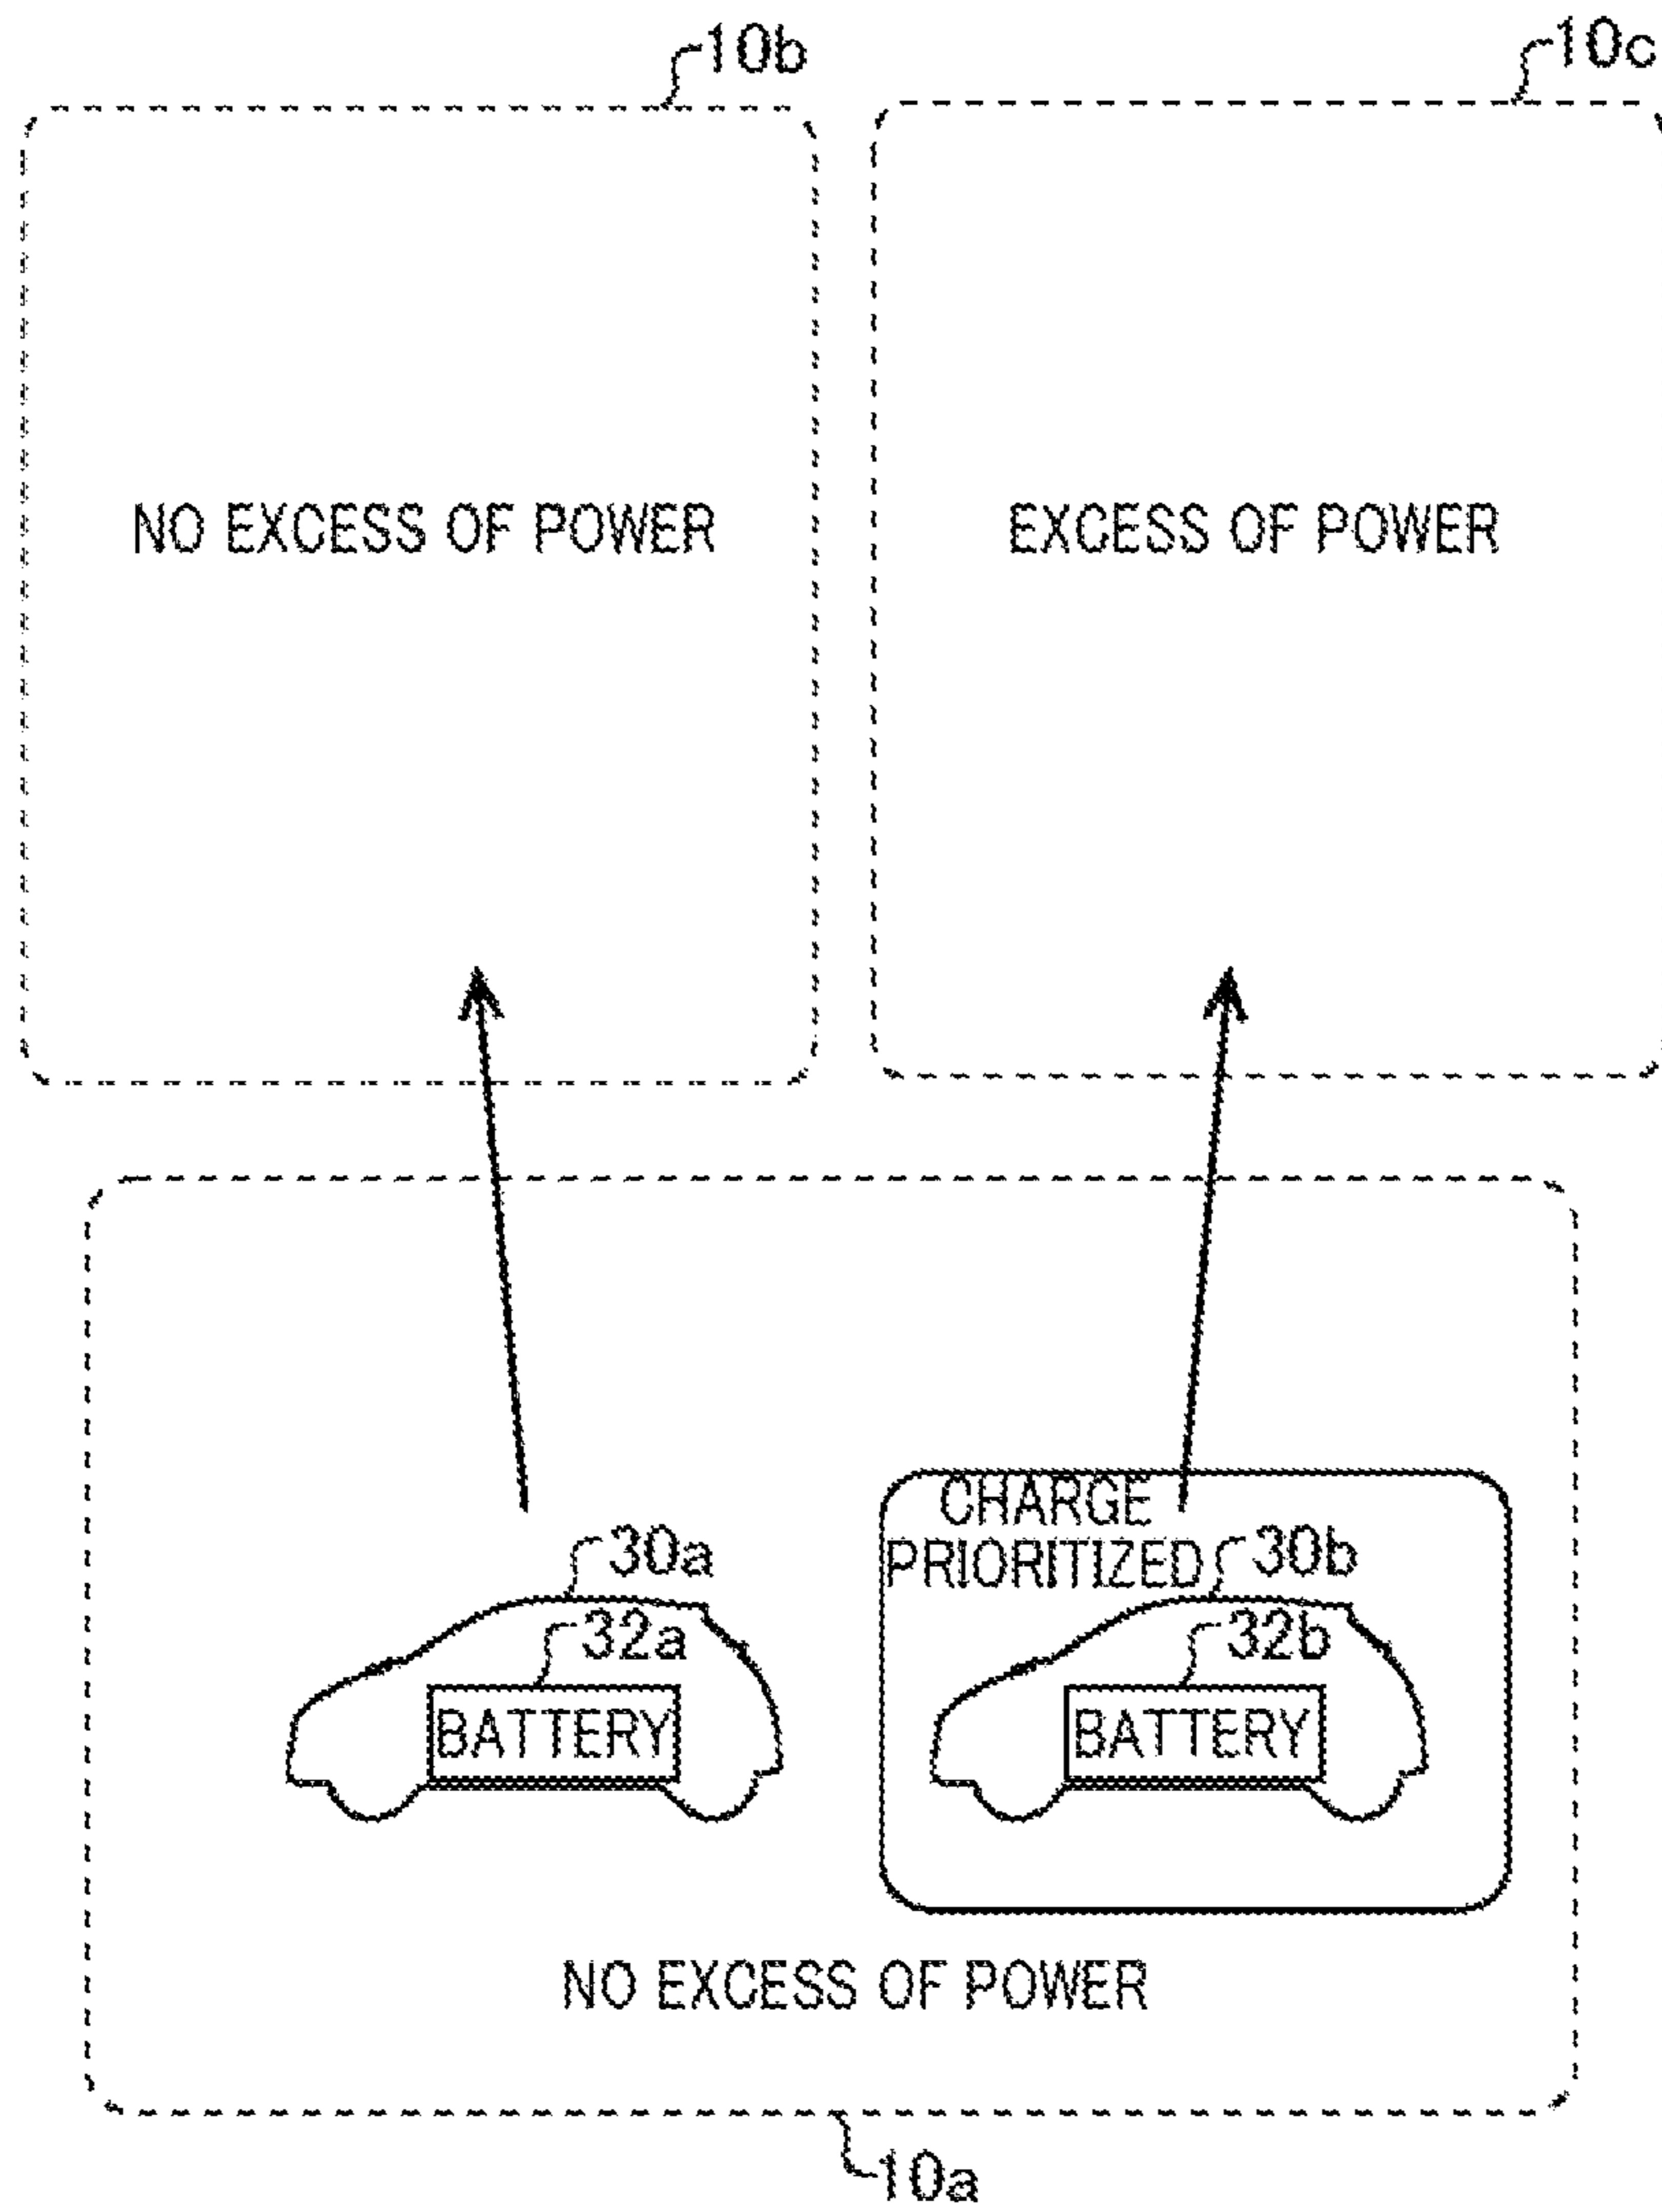 10b
10c
NO EXCESS OF POWER
EXCESS OF POWER
CHARGE
PRIORITIZED
30a
30b
32a
32b
BATTERY
BATTERY
NO EXCESS OF POWER
10a